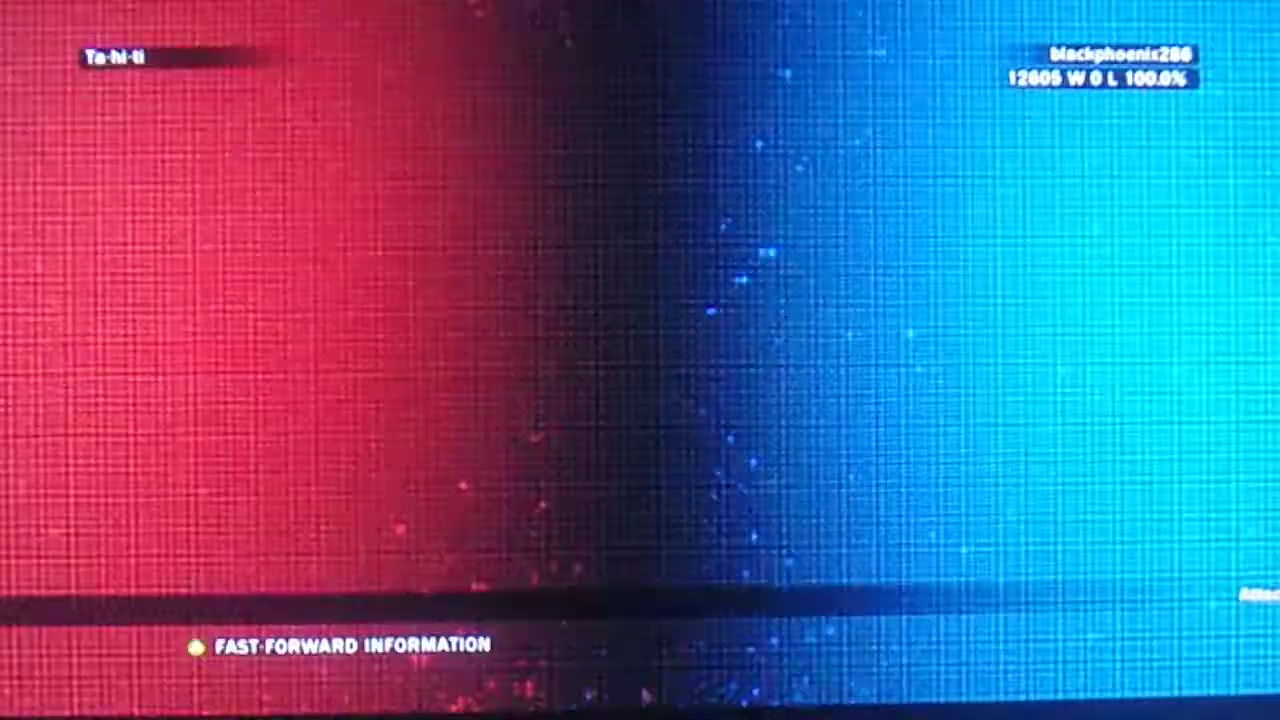 Ta-hi-ti
blackphoenix286
12605 W 0 L 100.0%
FAST-FORWARD INFORMATION